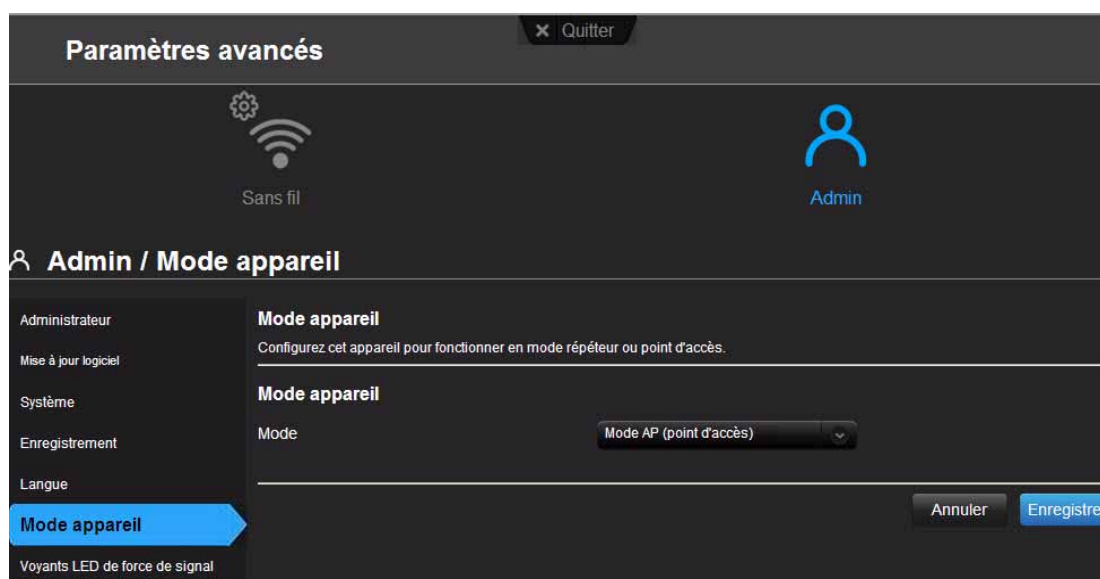 Paramètres avancés
Quitter
Sans fil
Admin
Admin / Mode appareil
Administrateur
Mise à jour logiciel
Système
Enregistrement
Langue
Mode appareil
Voyants LED de force de signal
Mode appareil
Configurez cet appareil pour fonctionner en mode répéteur ou point d'accès.
Mode appareil
Mode
Mode AP (point d'accès)
Annuler
Enregistre